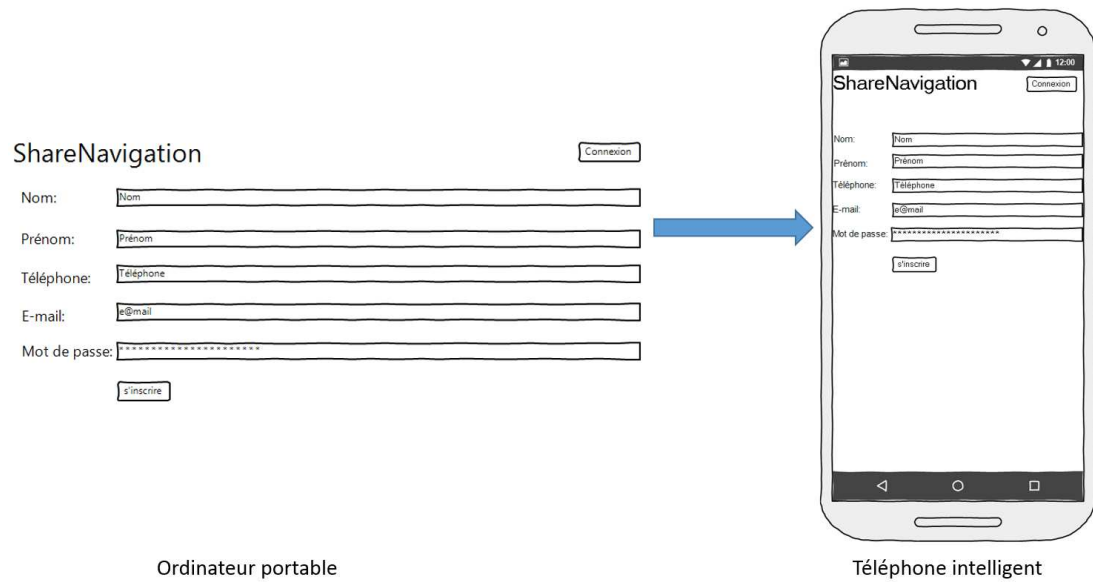 ShareNavigation
Connexion
Nom:
Nom
Prénom:
Prénom
Téléphone:
Téléphone
E-mail:
e@mail
Mot de passe:
**********************
s'inscrire
Ordinateur portable
12:00
ShareNavigation
Connexion
Nom:
Nom
Prénom:
Prénom
Téléphone:
Téléphone
E-mail:
e@mail
Mot de passe:
**********************
s'inscrire
Téléphone intelligent